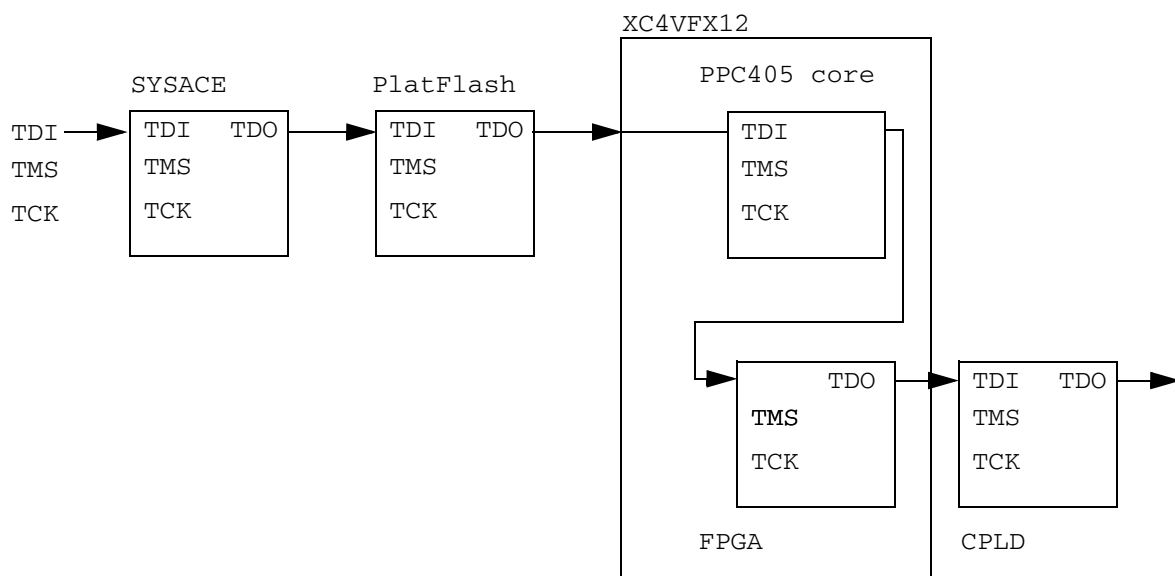 XC4VFX12
SYSACE
PlatFlash
PPC405 core
TDI
TMS
TCK
TDI TDO
TMS
TCK
TDI TDO
TMS
TCK
TDI
TMS
TCK
TDO
TMS
TCK
TDI TDO
TMS
TCK
FPGA
CPLD